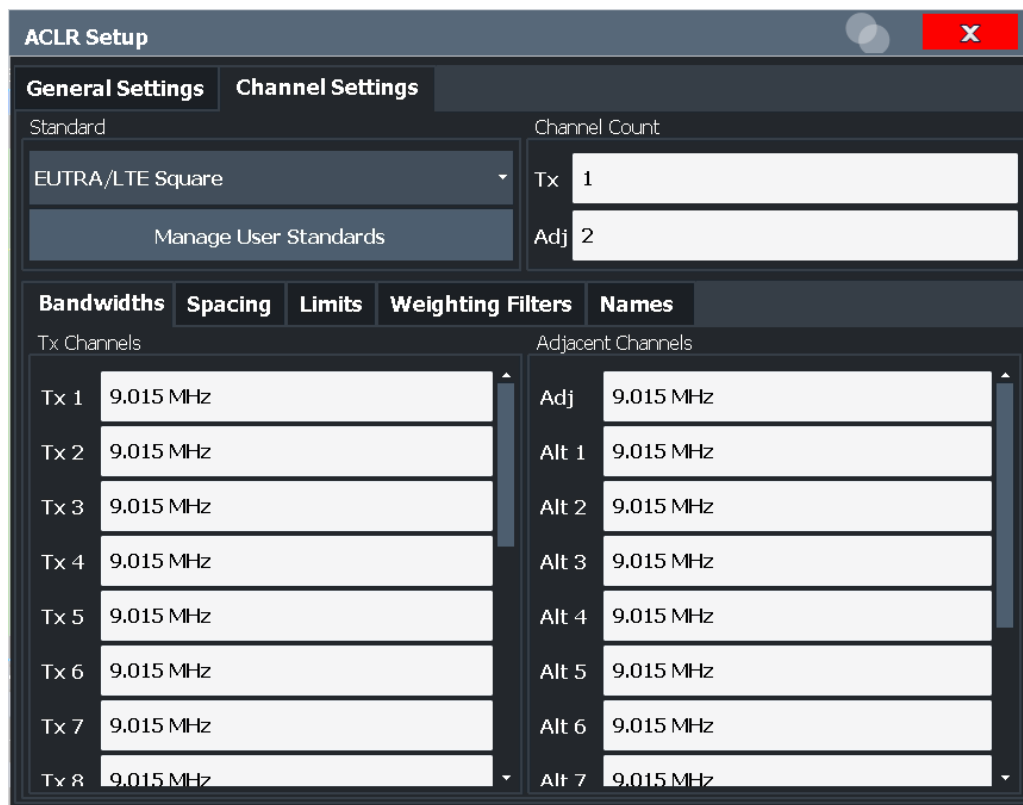 ACLR Setup
X
General Settings Channel Settings
Standard Channel Count
EUTRA/LTE Square Tx 1
Manage User Standards Adj 2
Bandwidths Spacing Limits Weighting Filters Names
Tx Channels Adjacent Channels
Tx 1 9.015 MHz Adj 9.015 MHz
Tx 2 9.015 MHz Alt 1 9.015 MHz
Tx 3 9.015 MHz Alt 2 9.015 MHz
Tx 4 9.015 MHz Alt 3 9.015 MHz
Tx 5 9.015 MHz Alt 4 9.015 MHz
Tx 6 9.015 MHz Alt 5 9.015 MHz
Tx 7 9.015 MHz Alt 6 9.015 MHz
Tx 8 9.015 MHz Alt 7 9.015 MHz